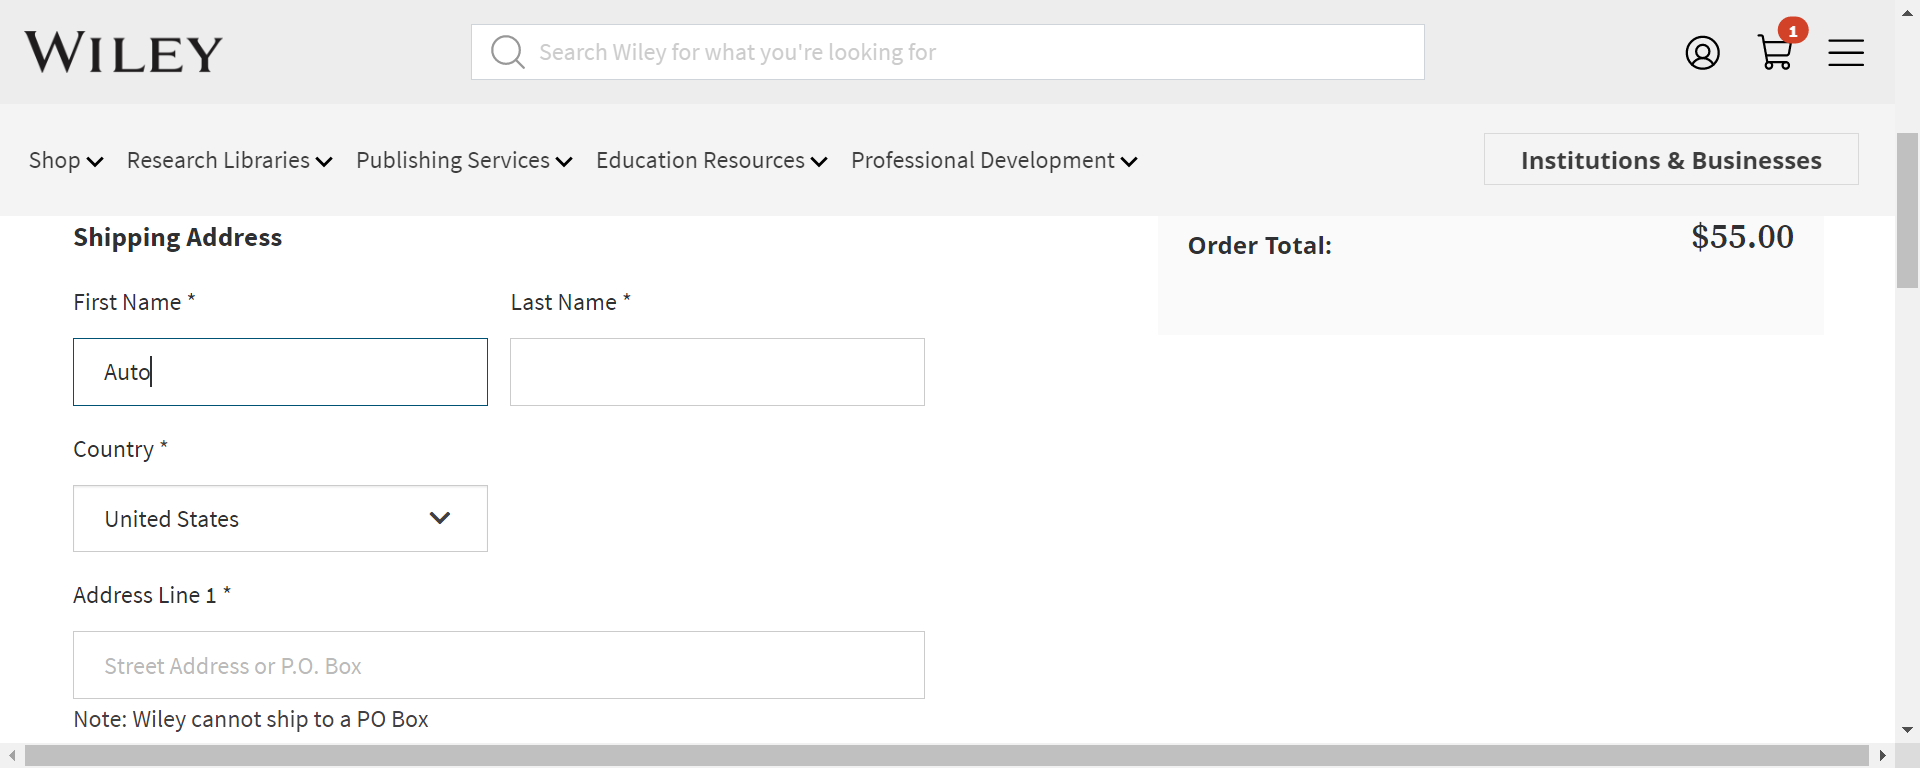 WILEY
Search Wiley for what you're looking for
1
Shop Research Libraries Publishing Services Education Resources Professional Development Institutions & Businesses
Shipping Address
Order Total: $55.00
First Name * Last Name *
Auto
Country *
United States
Address Line 1 *
Street Address or P.O. Box
Note: Wiley cannot ship to a PO Box